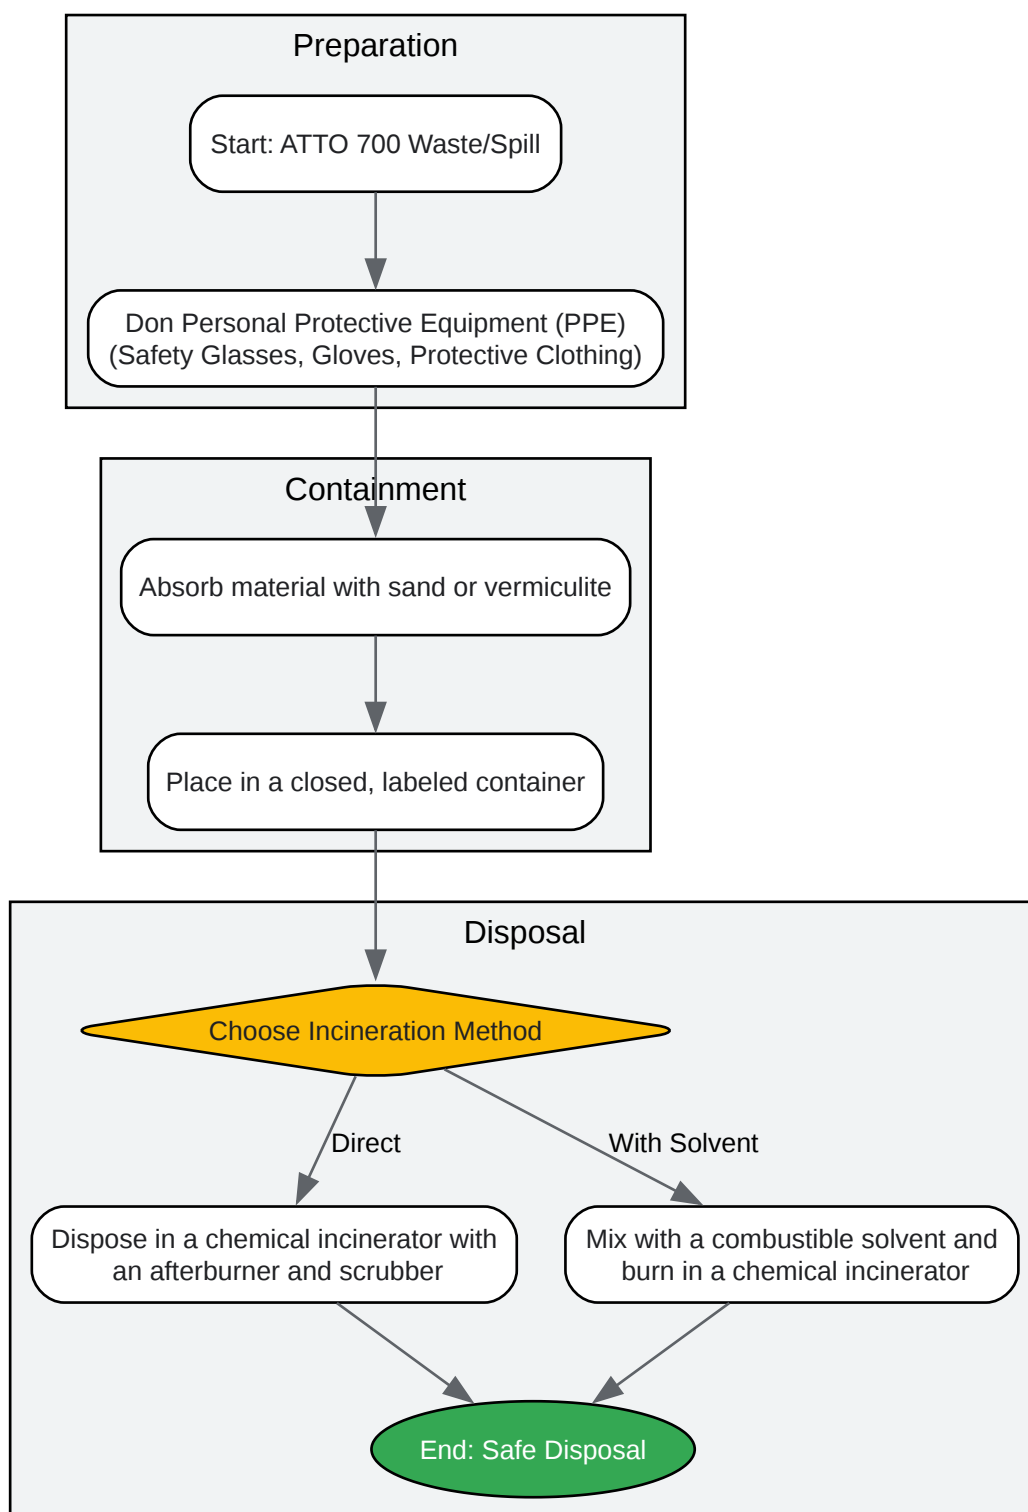 Preparation
Start: ATTO 700 Waste/Spill
Don Personal Protective Equipment (PPE)
(Safety Glasses, Gloves, Protective Clothing)
Containment
Absorb material with sand or vermiculite
Place in a closed, labeled container
Disposal
Choose Incineration Method
Direct
With Solvent
Dispose in a chemical incinerator with
an afterburner and scrubber
Mix with a combustible solvent and
burn in a chemical incinerator
End: Safe Disposal